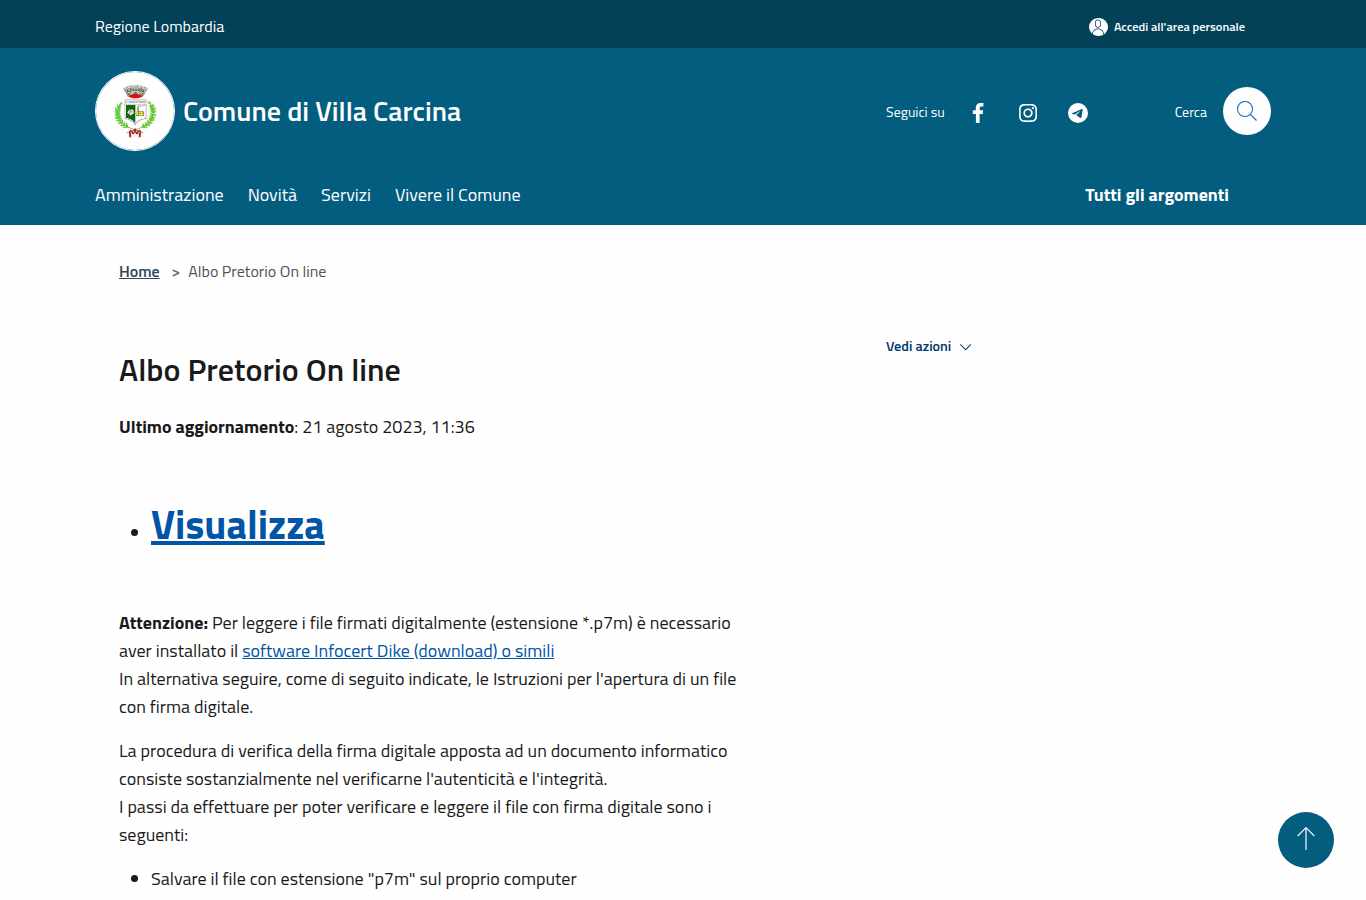 Regione Lombardia
Accedi all'area personale
Comune di Villa Carcina
Seguici su
Cerca
Amministrazione Novità Servizi Vivere il Comune Tutti gli argomenti
Home > Albo Pretorio On line
Vedi azioni
Albo Pretorio On line
Ultimo aggiornamento: 21 agosto 2023, 11:36
• Visualizza
Attenzione: Per leggere i file firmati digitalmente (estensione *.p7m) è necessario
aver installato il software Infocert Dike (download) o simili
In alternativa seguire, come di seguito indicate, le Istruzioni per l'apertura di un file
con firma digitale.
La procedura di verifica della firma digitale apposta ad un documento informatico
consiste sostanzialmente nel verificarne l'autenticità e l'integrità.
I passi da effettuare per poter verificare e leggere il file con firma digitale sono i
seguenti:
• Salvare il file con estensione "p7m" sul proprio computer